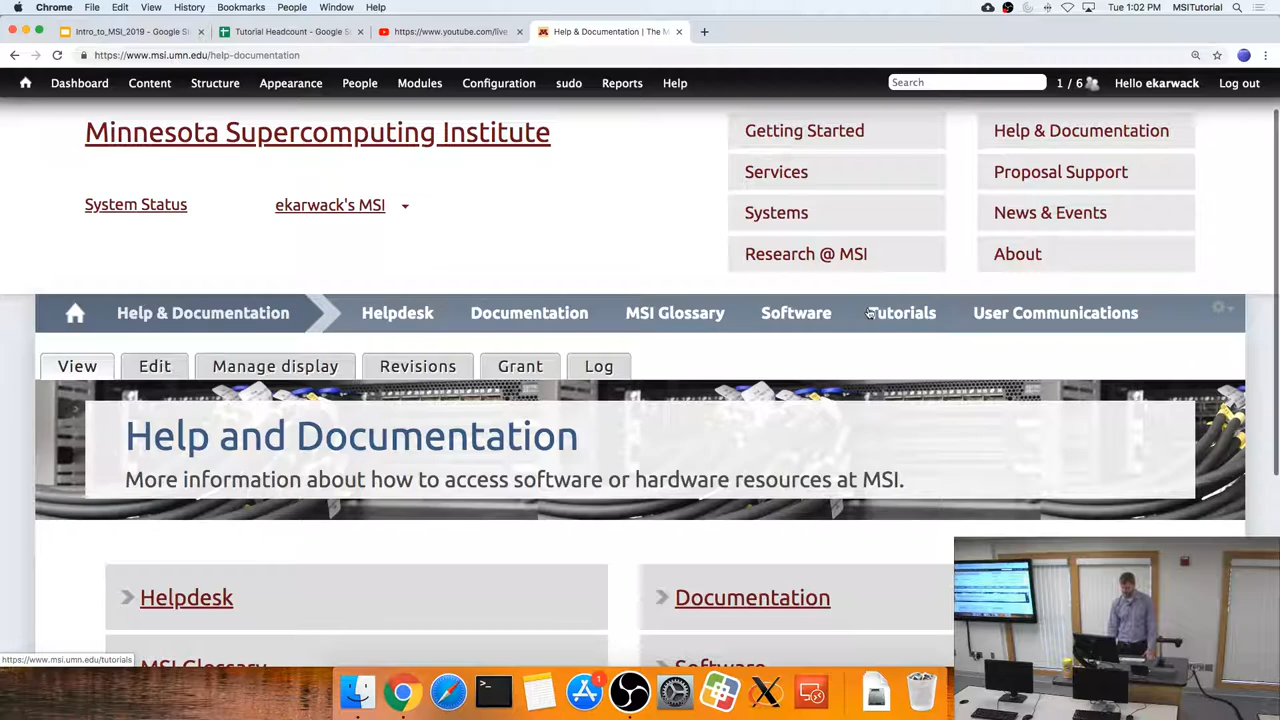 Chrome File Edit View History Bookmarks People Window Help Tue 1:02 PM MSITutorial
Intro_to_MSI_2019 - Google Sl Tutorial Headcount - Google S https://www.youtube.com/live Help & Documentation | The M
https://www.msi.umn.edu/help-documentation
Dashboard Content Structure Appearance People Modules Configuration sudo Reports Help Search 1 / 6 Hello ekarwack Log out
Minnesota Supercomputing Institute
Getting Started Help & Documentation
Services Proposal Support
System Status ekarwack's MSI
Systems News & Events
Research @ MSI About
Help & Documentation Helpdesk Documentation MSI Glossary Software Tutorials User Communications
View Edit Manage display Revisions Grant Log
Help and Documentation
More information about how to access software or hardware resources at MSI.
Helpdesk Documentation
MSI Glossary Software
https://www.msi.umn.edu/tutorials
1